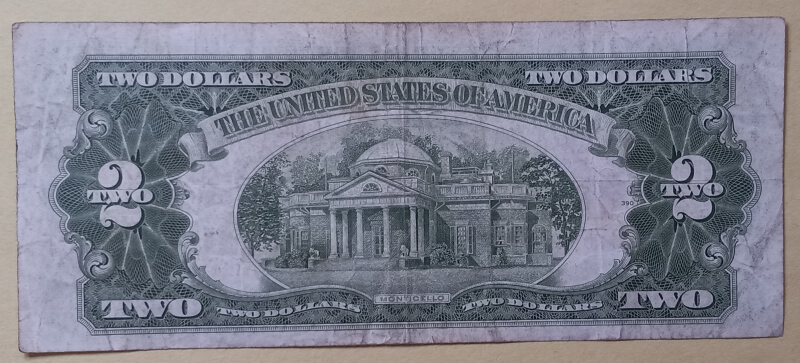 TWO DOLLARS
TWO DOLLARS
THE UNITED STATES OF AMERICA
2
TWO
2
TWO
390
MONTICELLO
TWO
TWO DOLLARS
TWO DOLLARS
TWO